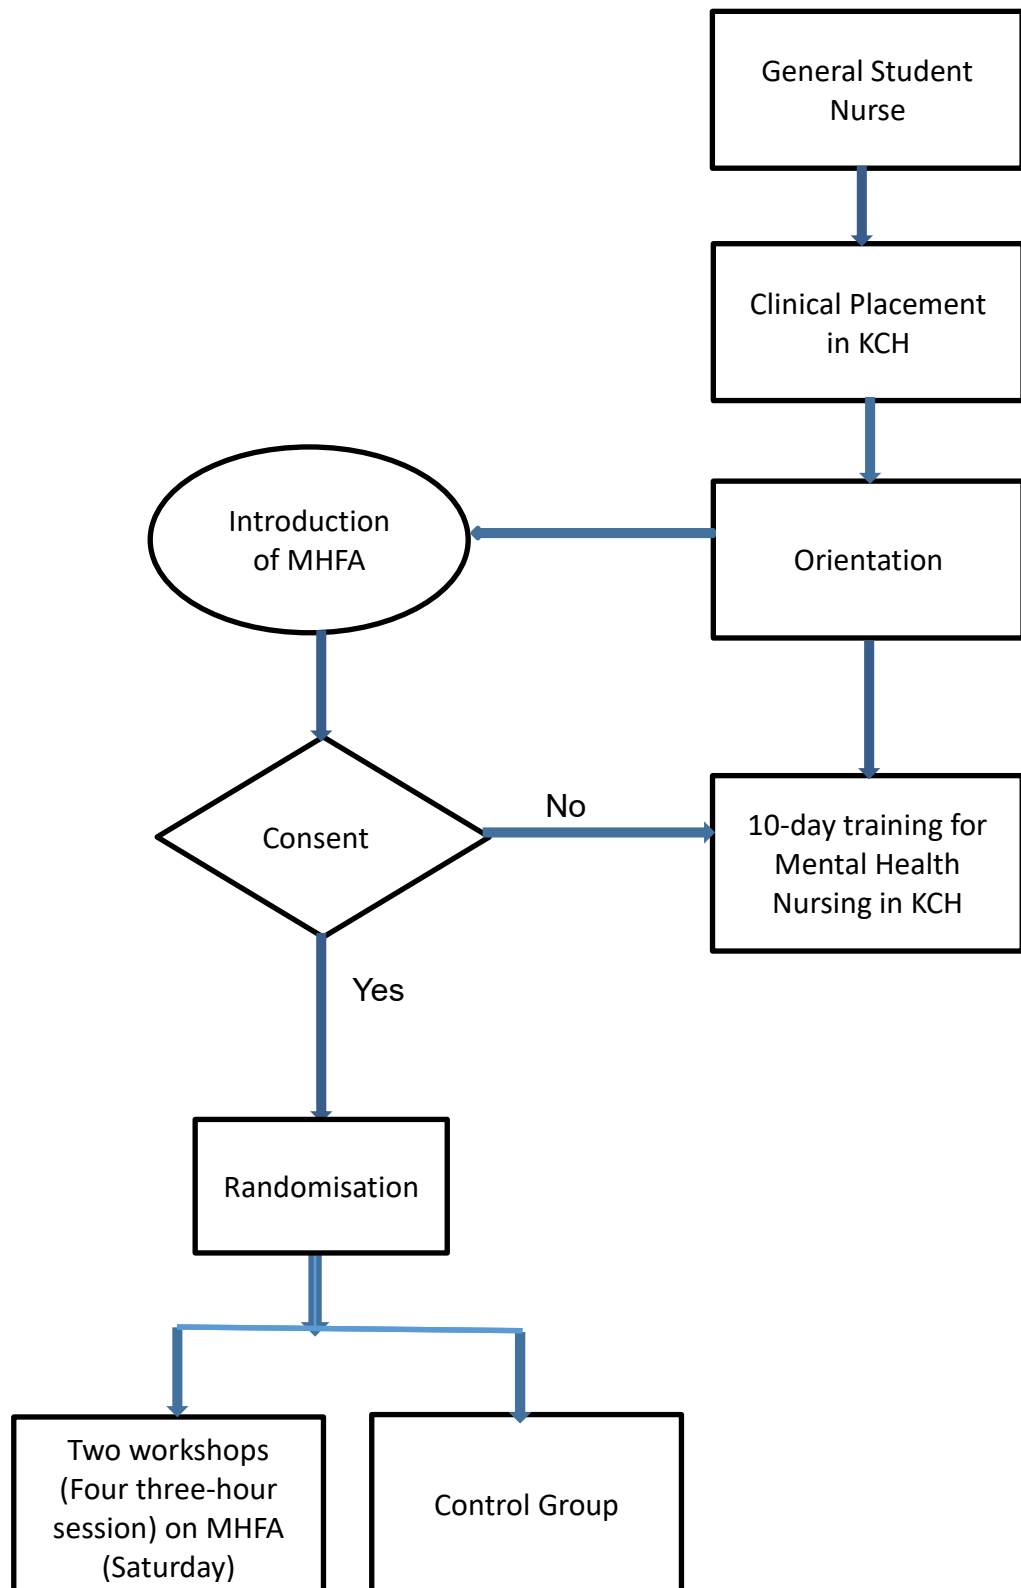 General Student
Nurse
Clinical Placement
in KCH
Introduction
of MHFA
Orientation
Consent
No
10-day training for
Mental Health
Nursing in KCH
Yes
Randomisation
Two workshops
(Four three-hour
session) on MHFA
(Saturday)
Control Group